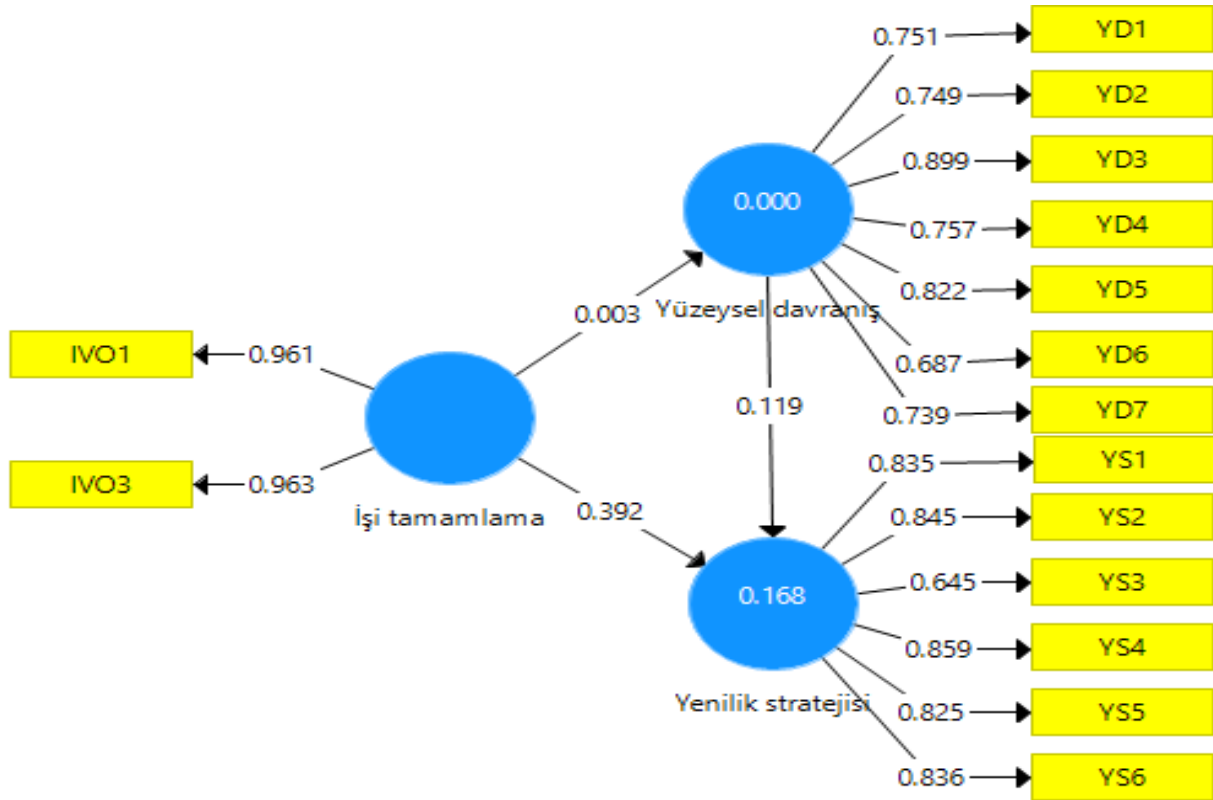 0.751
YD1
0.749
YD2
0.899
YD3
0.000
0.757
YD4
0.822
YD5
Yüzeysel davranış
0.003
0.687
YD6
IVO1
0.961
0.119
0.739
YD7
0.835
YS1
IVO3
0.963
İşi tamamlama
0.392
0.845
YS2
0.168
0.645
YS3
0.859
YS4
Yenilik stratejisi
0.825
YS5
0.836
YS6